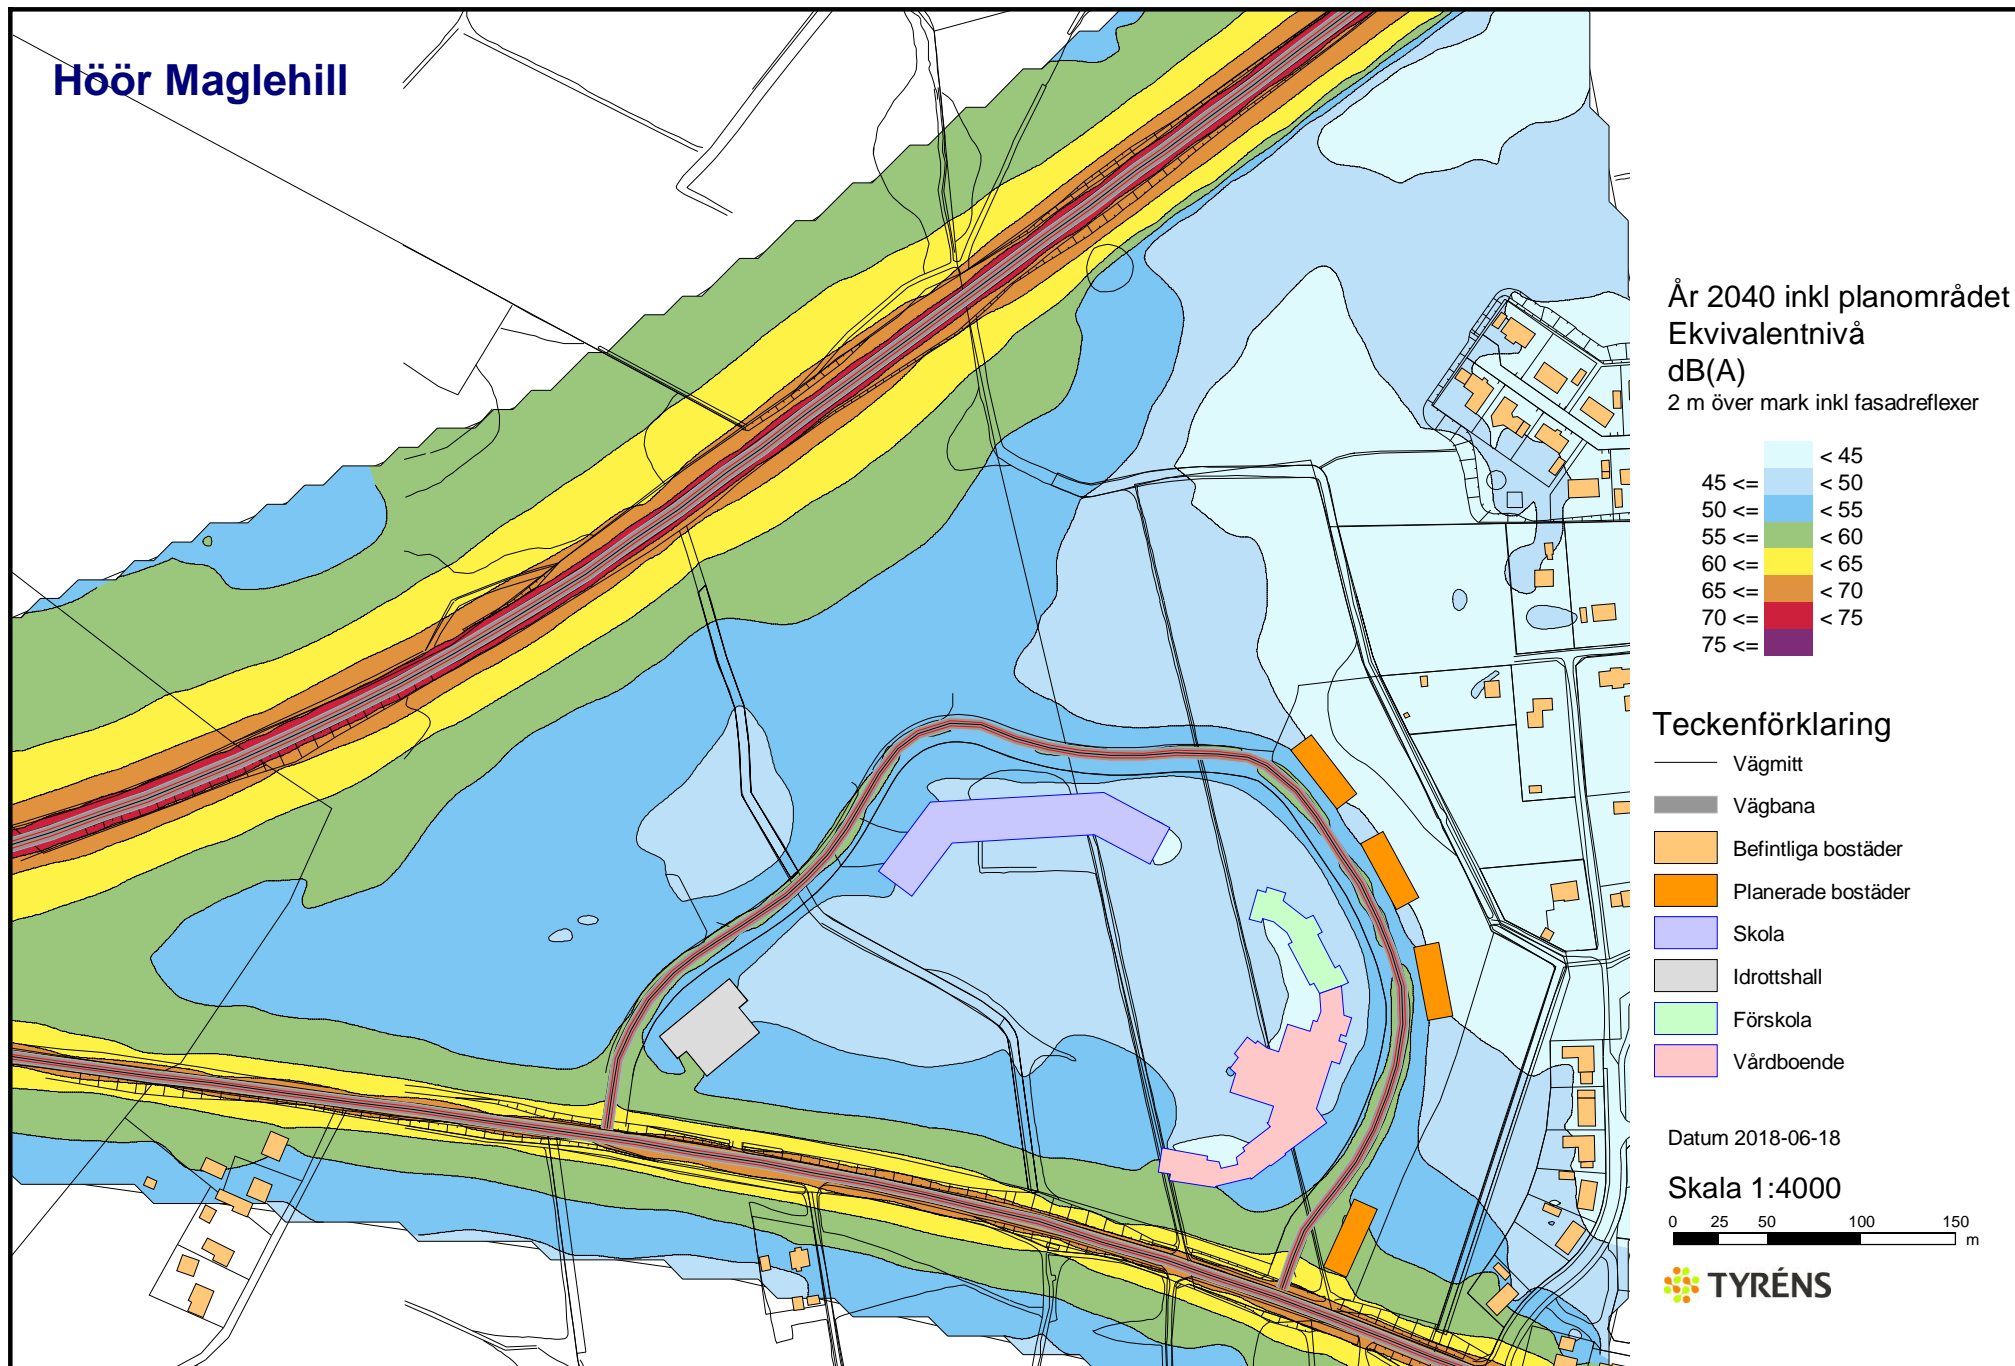 Höör Maglehill
År 2040 inkl planområdet
Ekvivalentnivå
dB(A)
2 m över mark inkl fasadreflexer
< 45
45 <= < 50
50 <= < 55
55 <= < 60
60 <= < 65
65 <= < 70
70 <= < 75
75 <=
Teckenförklaring
Vägmitt
Vägbana
Befintliga bostäder
Planerade bostäder
Skola
Idrottshall
Förskola
Vårdboende
Datum 2018-06-18
Skala 1:4000
0 25 50 100 150
m
TYRÉNS